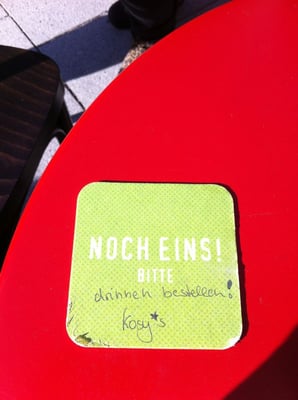 NOCH EINS!
BITTE
drinnen bestellen!
Kosy*s